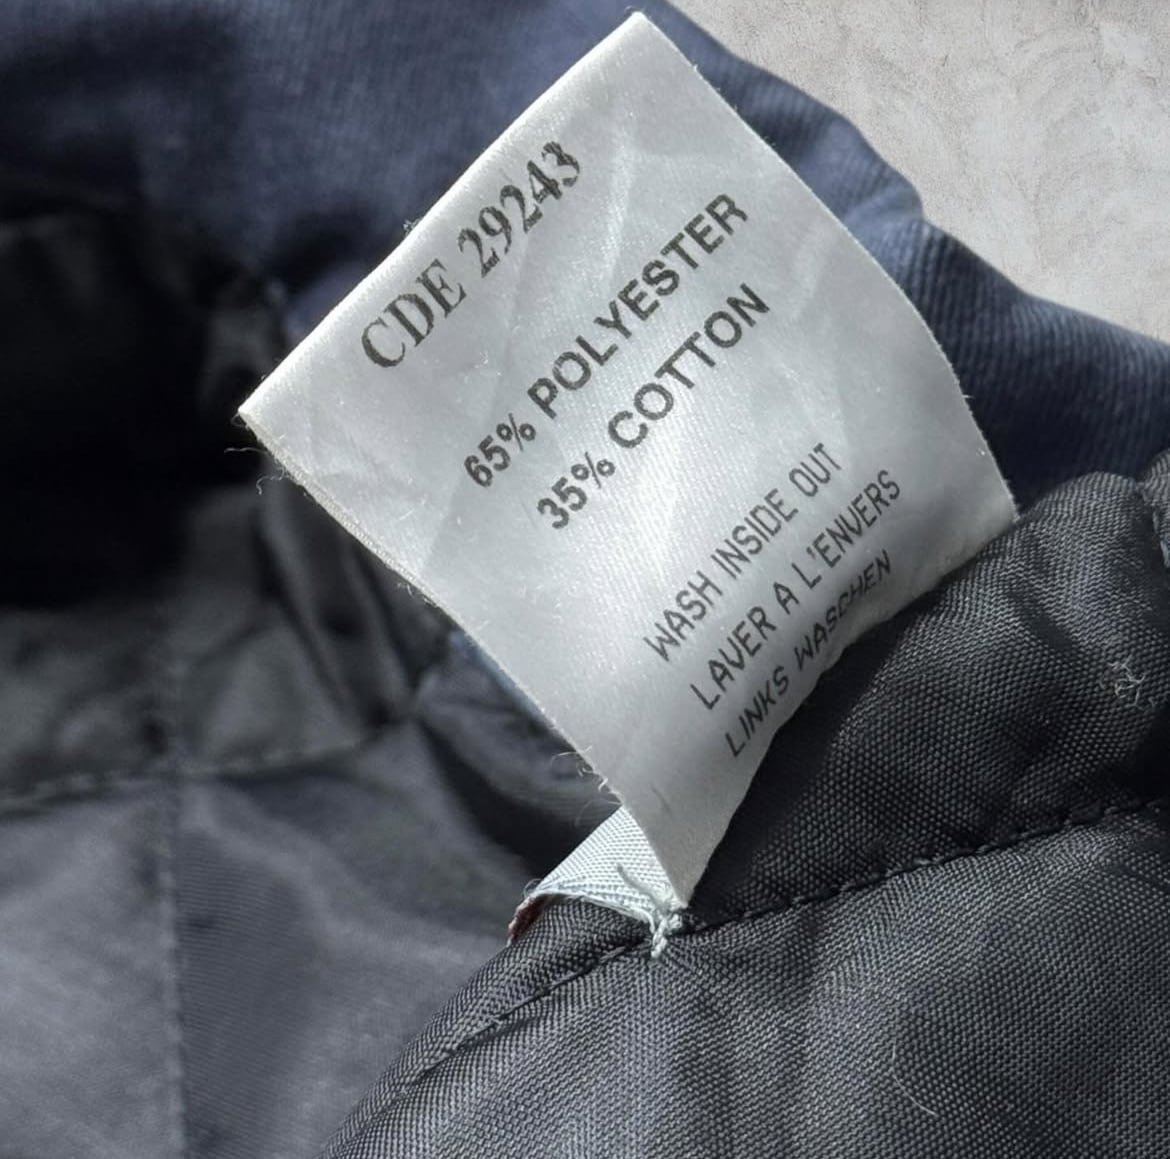 CDE 29243
65% POLYESTER
35% COTTON
WASH INSIDE OUT
LAVER A L'ENVERS
LINKS WASCHEN